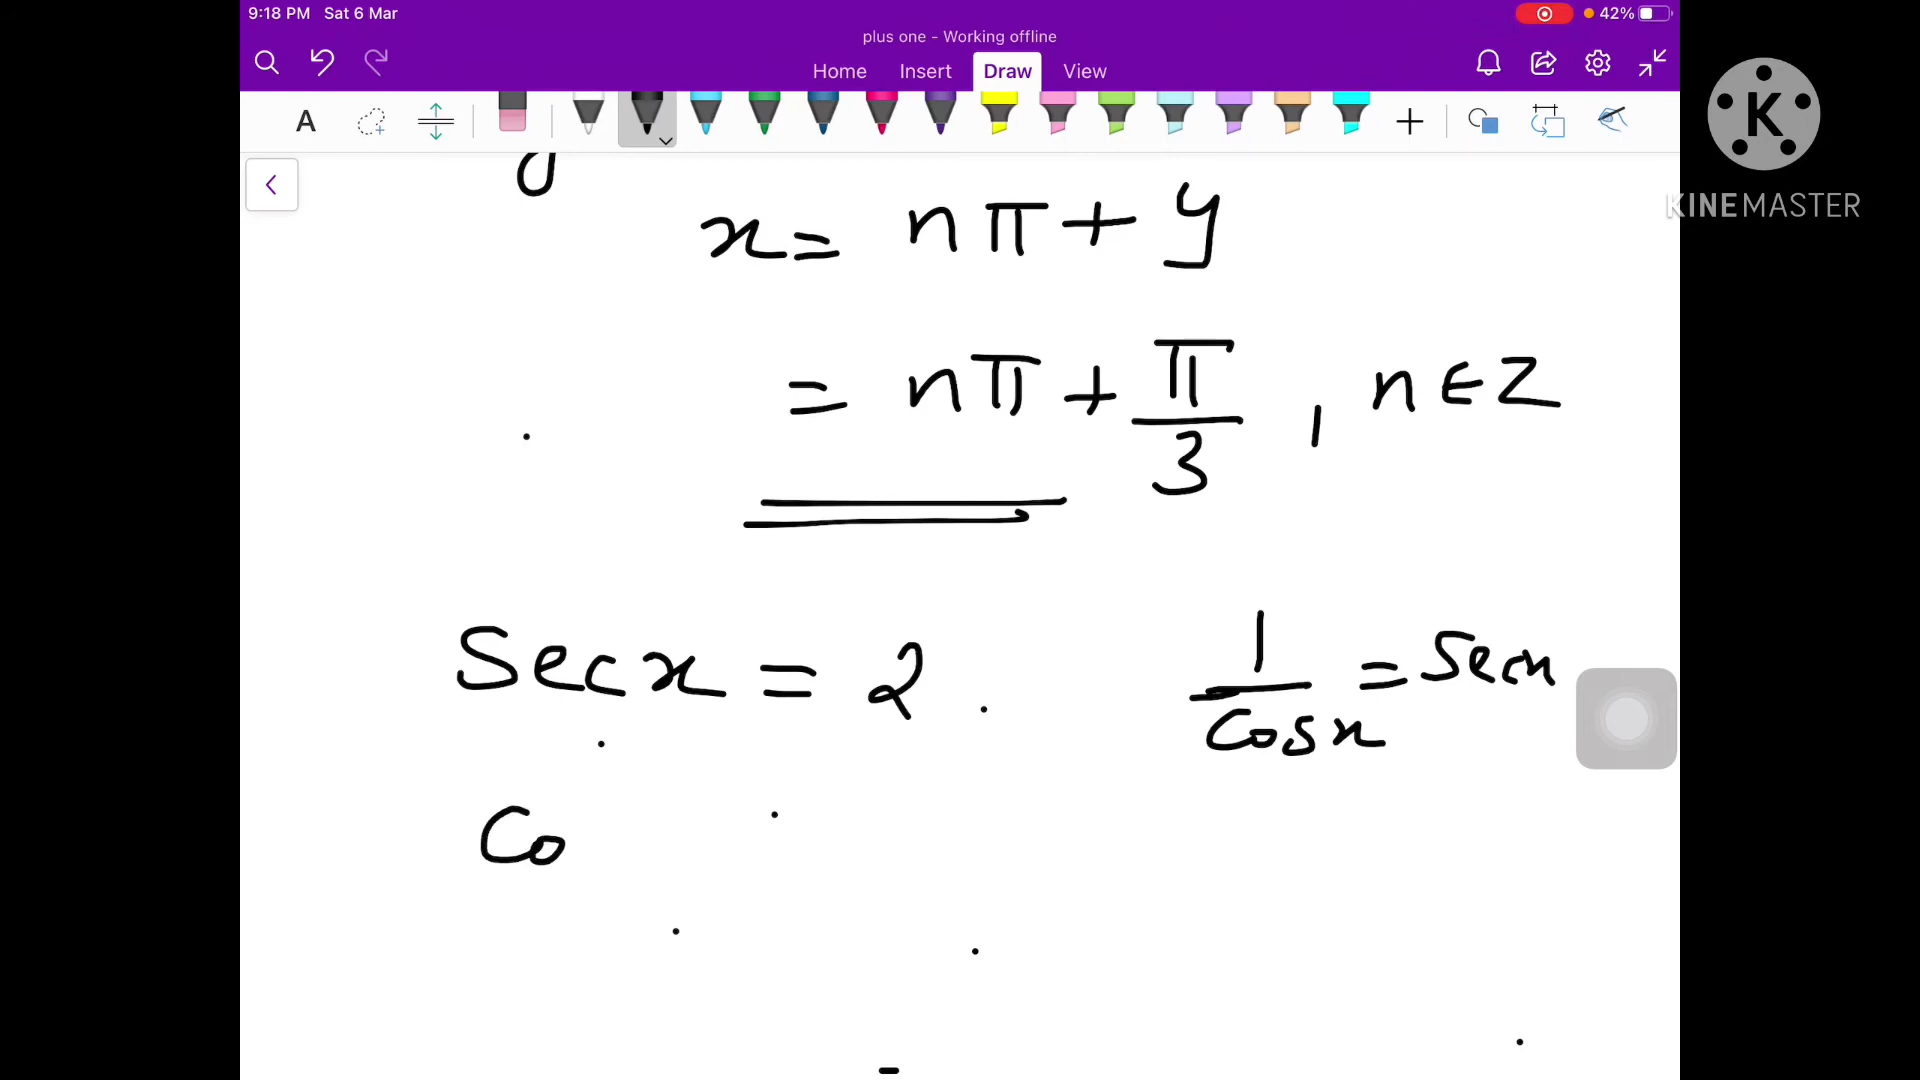 9:18 PM Sat 6 Mar
42%
plus one - Working offline
Home Insert Draw View
A
K
KINEMASTER
x = nπ + y
= nπ + π/3 , n ∈ Z
Sec x = 2 .
1/Cos x = Sec x
Co